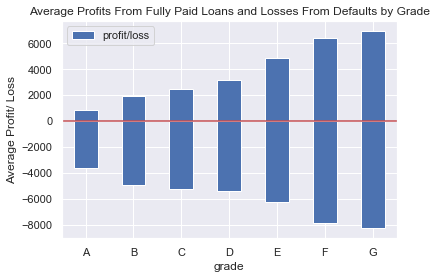 Average Profits From Fully Paid Loans and Losses From Defaults by Grade
profit/loss
6000
4000
2000
0
−2000
−4000
−6000
−8000
Average Profit/ Loss
A B C D E F G
grade